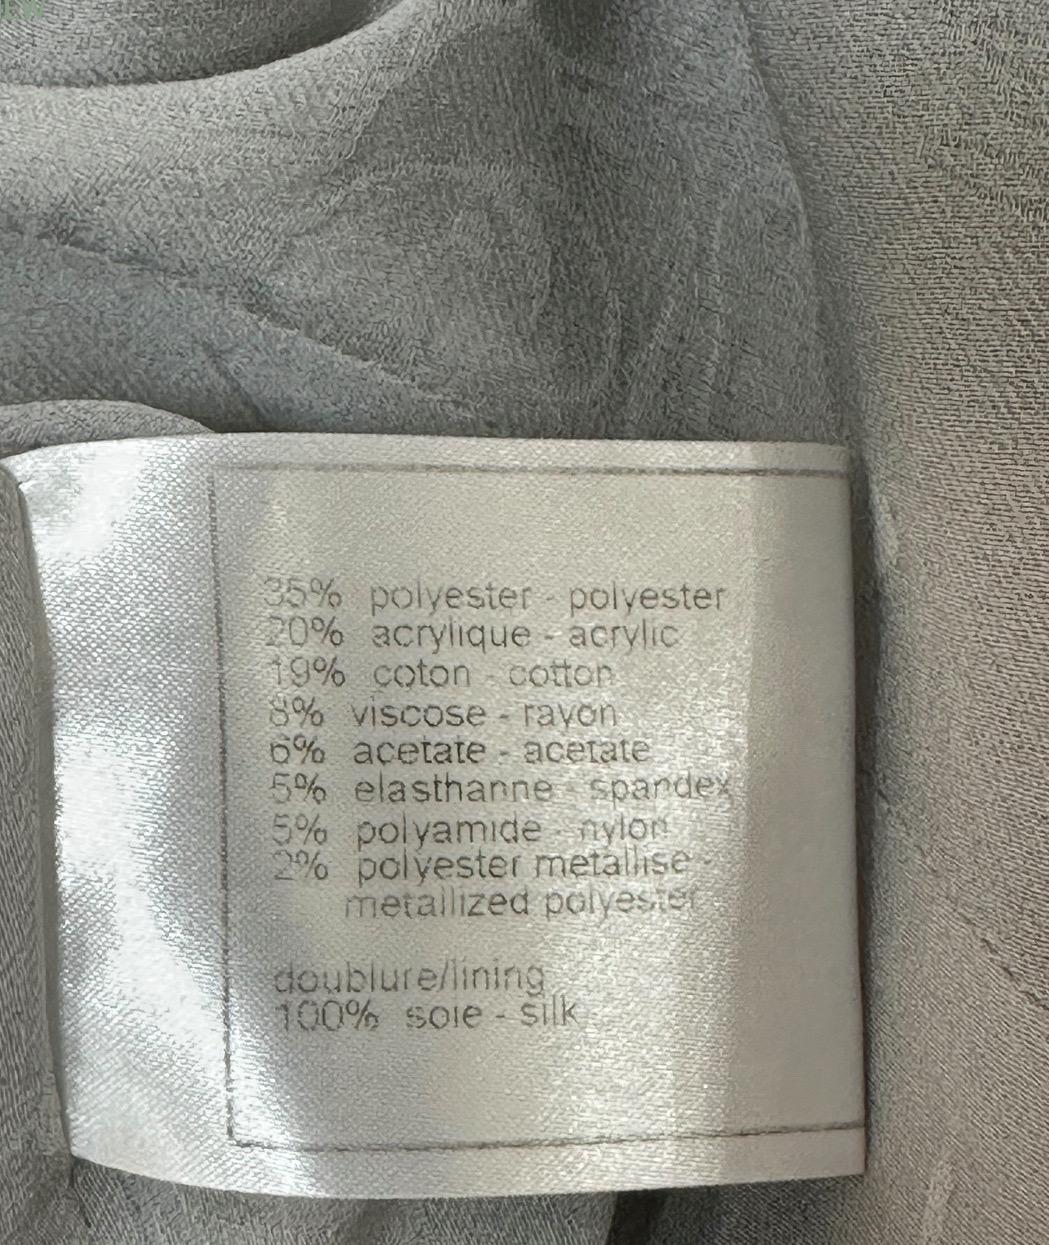 35% polyester - polyester
20% acrylique - acrylic
19% coton - cotton
8% viscose - rayon
6% acetate - acetate
5% elasthanne - spandex
5% polyamide - nylon
2% polyester metallise -
metallized polyester
doublure/lining
100% soie - silk